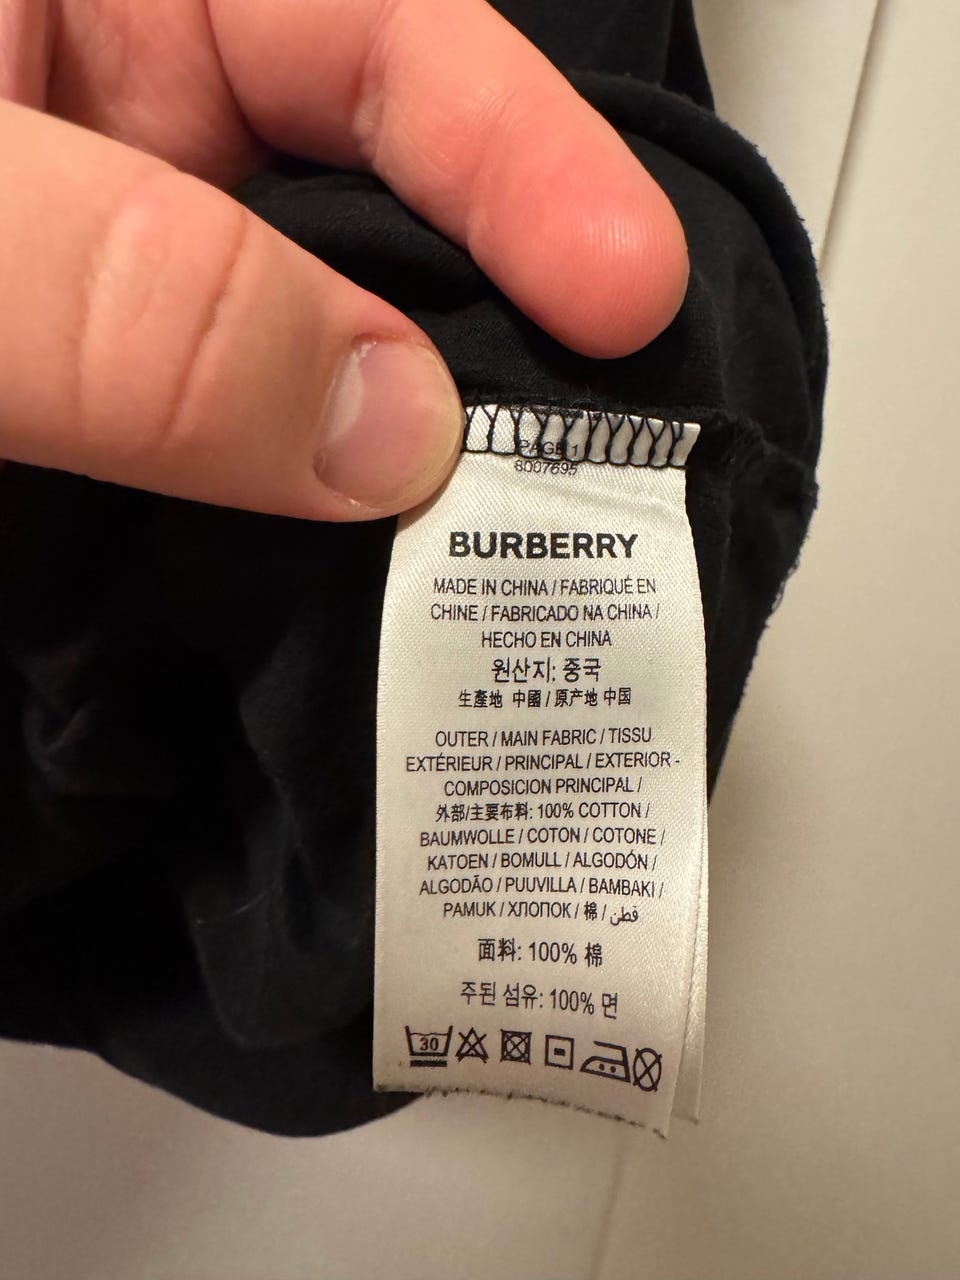 PAGE 1
8007695
BURBERRY
MADE IN CHINA / FABRIQUÉ EN
CHINE / FABRICADO NA CHINA /
HECHO EN CHINA
원산지: 중국
生產地 中國 / 原产地 中国
OUTER / MAIN FABRIC / TISSU
EXTÉRIEUR / PRINCIPAL / EXTERIOR -
COMPOSICION PRINCIPAL /
外部/主要布料: 100% COTTON /
BAUMWOLLE / COTON / COTONE /
KATOEN / BOMULL / ALGODÓN /
ALGODÃO / PUUVILLA / BAMBAKI /
PAMUK / ХЛОПОК / 棉 / قطن
面料: 100% 棉
주된 섬유: 100% 면
30